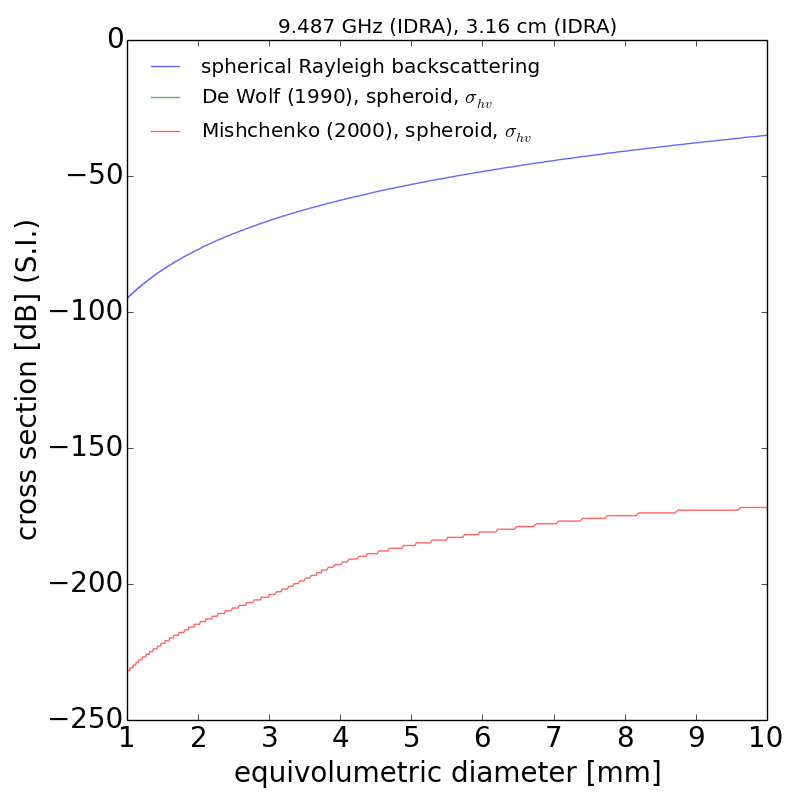 9.487 GHz (IDRA), 3.16 cm (IDRA)
spherical Rayleigh backscattering
De Wolf (1990), spheroid, σhv
Mishchenko (2000), spheroid, σhv
cross section [dB] (S.I.)
0
−50
−100
−150
−200
−250
1 2 3 4 5 6 7 8 9 10
equivolumetric diameter [mm]